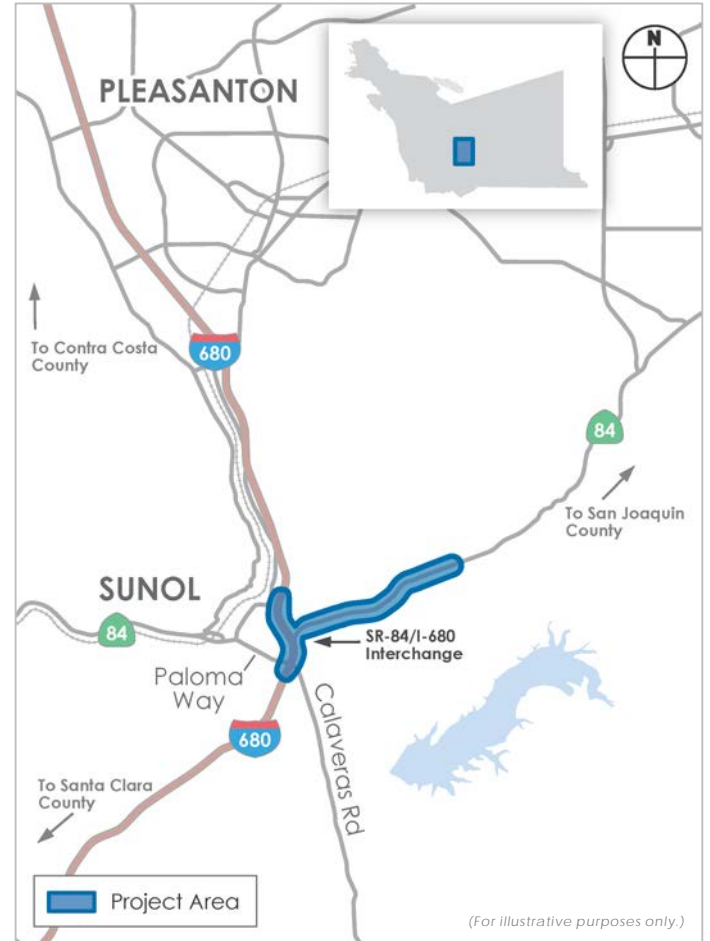 PLEASANTON
N
To Contra Costa
County
680
84
To San Joaquin
County
SUNOL
84
SR-84/I-680
Interchange
Paloma
Way
680
Calaveras Rd
To Santa Clara
County
Project Area
(For illustrative purposes only.)